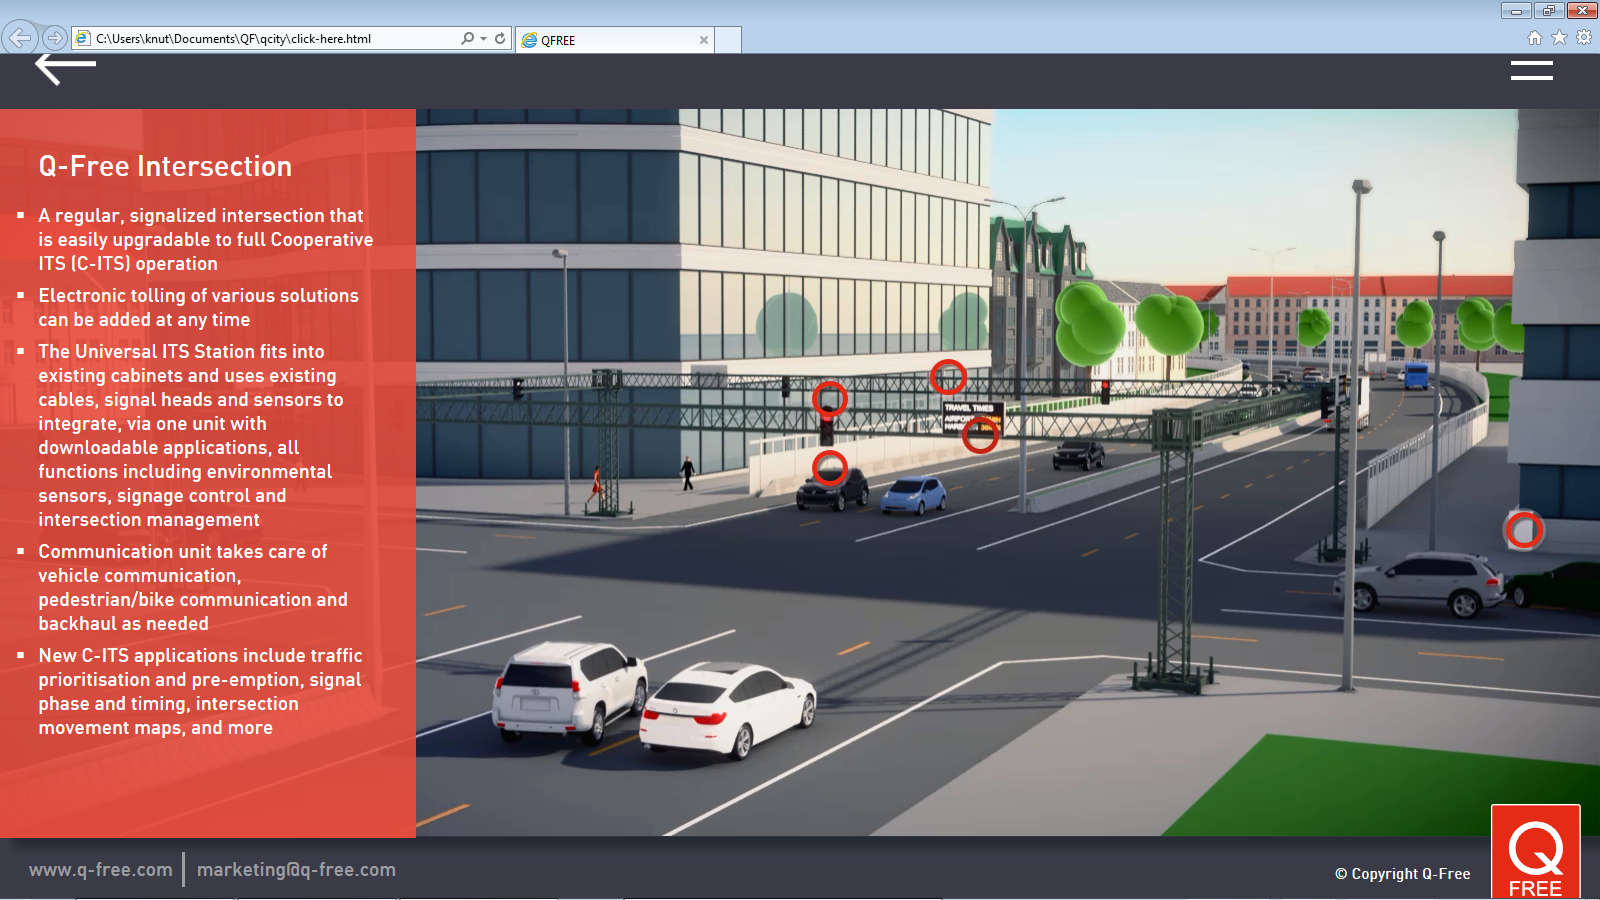 C:\Users\knut\Documents\QF\qcity\click-here.html
QFREE
Q-Free Intersection
A regular, signalized intersection that
is easily upgradable to full Cooperative
ITS (C-ITS) operation
Electronic tolling of various solutions
can be added at any time
The Universal ITS Station fits into
existing cabinets and uses existing
cables, signal heads and sensors to
integrate, via one unit with
downloadable applications, all
functions including environmental
sensors, signage control and
intersection management
Communication unit takes care of
vehicle communication,
pedestrian/bike communication and
backhaul as needed
New C-ITS applications include traffic
prioritisation and pre-emption, signal
phase and timing, intersection
movement maps, and more
TRAVEL TIMES
www.q-free.com
marketing@q-free.com
© Copyright Q-Free
Q
FREE